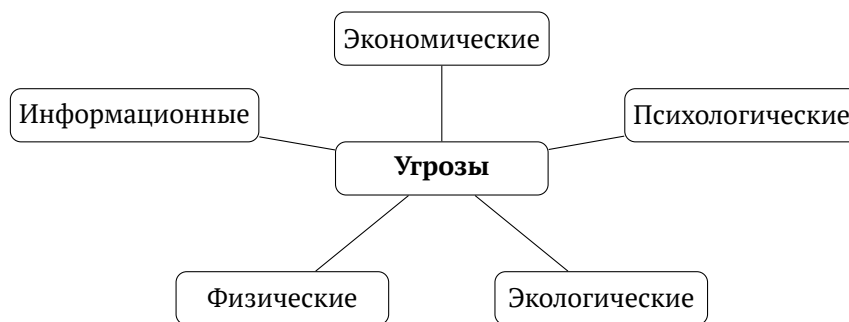 Экономические
Информационные
Психологические
Угрозы
Физические
Экологические